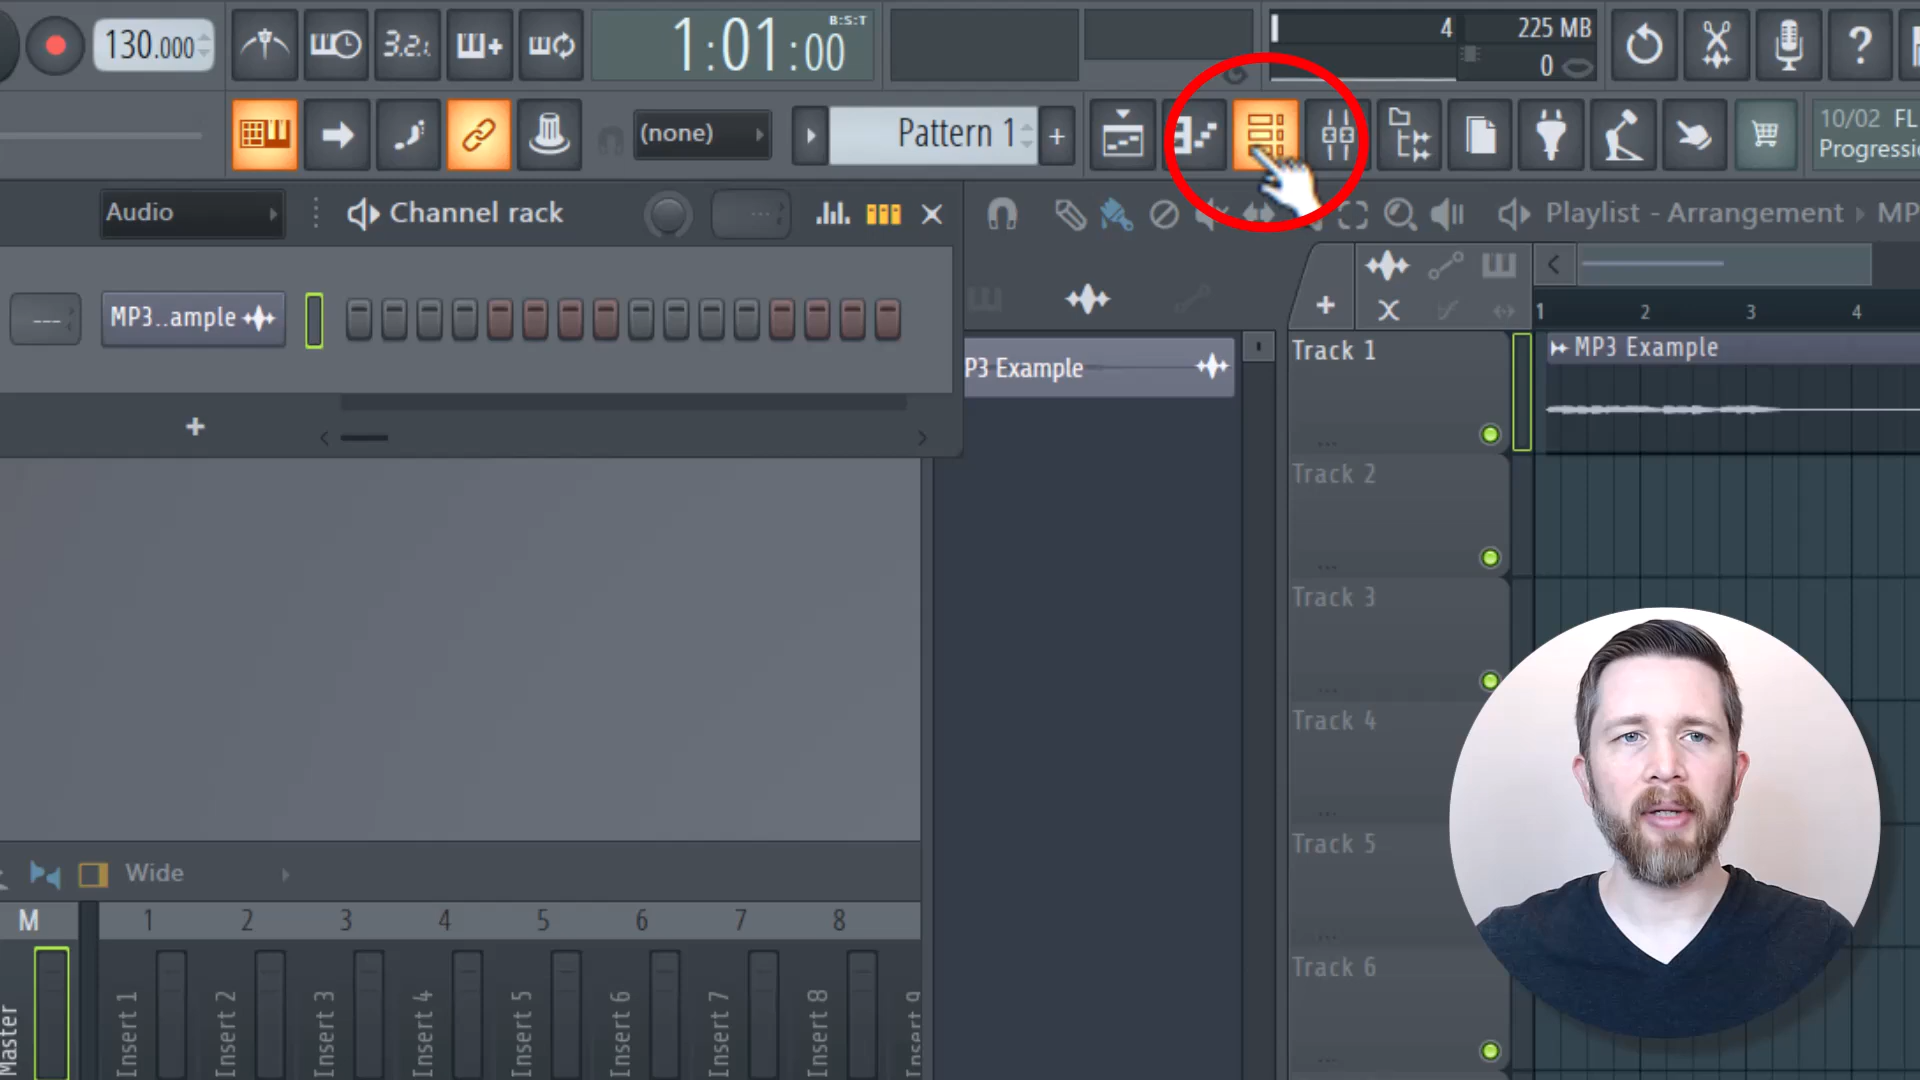 130.000
3.2.1
1:01:00
B:S:T
4
225 MB
0
?
(none)
Pattern 1
+
10/02 FL
Progressi
Audio
Channel rack
Playlist - Arrangement
MP
---
MP3..ample
+
P3 Example
+
1 2 3 4
Track 1
MP3 Example
Track 2
Track 3
Track 4
Track 5
Track 6
Wide
M 1 2 3 4 5 6 7 8
Master
Insert 1
Insert 2
Insert 3
Insert 4
Insert 5
Insert 6
Insert 7
Insert 8